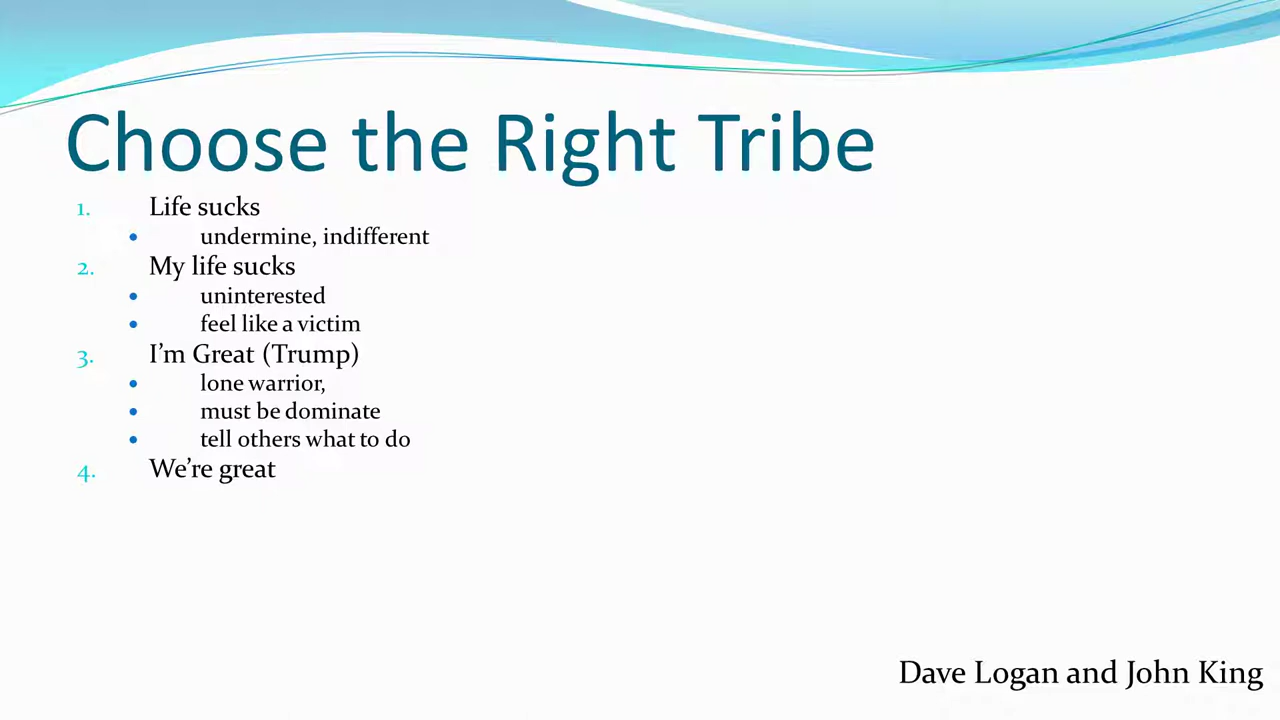 Choose the Right Tribe
1. Life sucks
• undermine, indifferent
2. My life sucks
• uninterested
• feel like a victim
3. I’m Great (Trump)
• lone warrior,
• must be dominate
• tell others what to do
4. We’re great
Dave Logan and John King